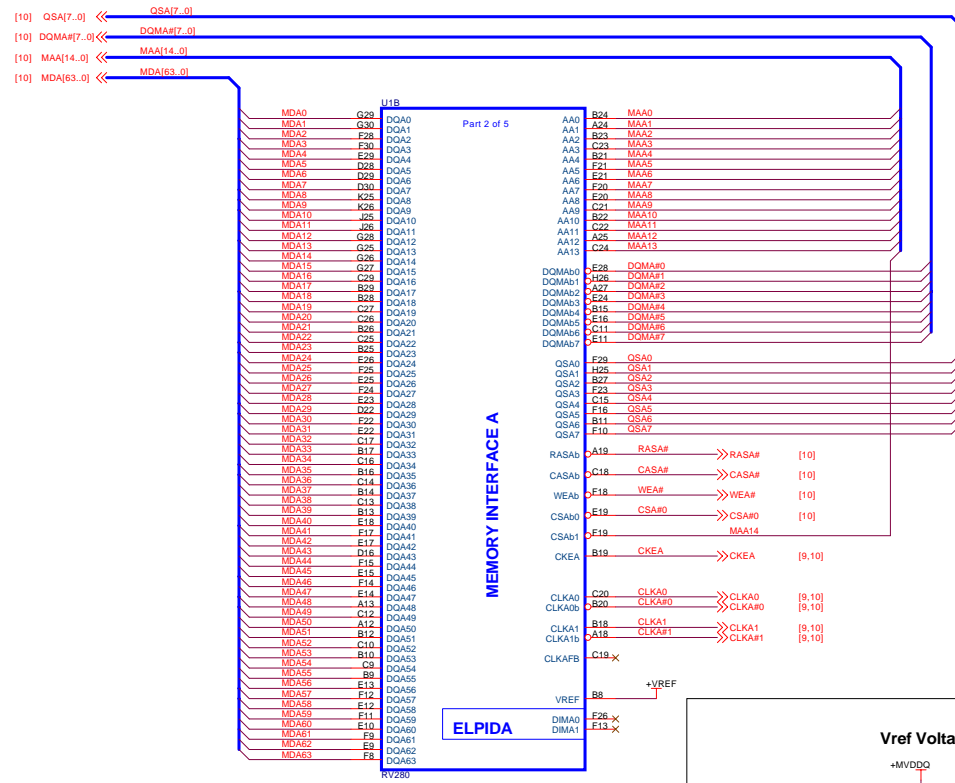 [10] QSA[7..0] QSA[7..0]
[10] DQMA#[7..0] DQMA#[7..0]
[10] MAA[14..0] MAA[14..0]
[10] MDA[63..0] MDA[63..0]
U1B
Part 2 of 5
MDA0 G29 DQA0
MDA1 G30 DQA1
MDA2 F28 DQA2
MDA3 F30 DQA3
MDA4 E29 DQA4
MDA5 D28 DQA5
MDA6 D29 DQA6
MDA7 D30 DQA7
MDA8 K25 DQA8
MDA9 K26 DQA9
MDA10 J25 DQA10
MDA11 J26 DQA11
MDA12 G28 DQA12
MDA13 G25 DQA13
MDA14 G26 DQA14
MDA15 G27 DQA15
MDA16 C29 DQA16
MDA17 B29 DQA17
MDA18 B28 DQA18
MDA19 C27 DQA19
MDA20 C26 DQA20
MDA21 B26 DQA21
MDA22 C25 DQA22
MDA23 B25 DQA23
MDA24 E26 DQA24
MDA25 F25 DQA25
MDA26 E25 DQA26
MDA27 F24 DQA27
MDA28 E23 DQA28
MDA29 D22 DQA29
MDA30 F22 DQA30
MDA31 E22 DQA31
MDA32 C17 DQA32
MDA33 B17 DQA33
MDA34 C16 DQA34
MDA35 B16 DQA35
MDA36 C14 DQA36
MDA37 B14 DQA37
MDA38 C13 DQA38
MDA39 B13 DQA39
MDA40 E18 DQA40
MDA41 F17 DQA41
MDA42 E17 DQA42
MDA43 D16 DQA43
MDA44 F15 DQA44
MDA45 E15 DQA45
MDA46 F14 DQA46
MDA47 E14 DQA47
MDA48 A13 DQA48
MDA49 C12 DQA49
MDA50 A12 DQA50
MDA51 B12 DQA51
MDA52 C10 DQA52
MDA53 B10 DQA53
MDA54 C9 DQA54
MDA55 B9 DQA55
MDA56 E13 DQA56
MDA57 F12 DQA57
MDA58 E12 DQA58
MDA59 F11 DQA59
MDA60 E10 DQA60
MDA61 F9 DQA61
MDA62 E9 DQA62
MDA63 F8 DQA63
MEMORY INTERFACE A
ELPIDA
RV280
AA0 B24 MAA0
AA1 A24 MAA1
AA2 B23 MAA2
AA3 C23 MAA3
AA4 B21 MAA4
AA5 F21 MAA5
AA6 E21 MAA6
AA7 F20 MAA7
AA8 E20 MAA8
AA9 C21 MAA9
AA10 B22 MAA10
AA11 C22 MAA11
AA12 A25 MAA12
AA13 C24 MAA13
DQMAb0 E28 DQMA#0
DQMAb1 H26 DQMA#1
DQMAb2 A27 DQMA#2
DQMAb3 E24 DQMA#3
DQMAb4 B15 DQMA#4
DQMAb5 E16 DQMA#5
DQMAb6 C11 DQMA#6
DQMAb7 E11 DQMA#7
QSA0 F29 QSA0
QSA1 H25 QSA1
QSA2 B27 QSA2
QSA3 F23 QSA3
QSA4 C15 QSA4
QSA5 F16 QSA5
QSA6 B11 QSA6
QSA7 F10 QSA7
RASAb A19 RASA# RASA# [10]
CASAb C18 CASA# CASA# [10]
WEAb F18 WEA# WEA# [10]
CSAb0 E19 CSA#0 CSA#0 [10]
CSAb1 F19 MAA14
CKEA B19 CKEA CKEA [9,10]
CLKA0 C20 CLKA0 CLKA0 [9,10]
CLKA0b B20 CLKA#0 CLKA#0 [9,10]
CLKA1 B18 CLKA1 CLKA1 [9,10]
CLKA1b A18 CLKA#1 CLKA#1 [9,10]
CLKAFB C19
VREF B8 +VREF
DIMA0 F26
DIMA1 F13
Vref Volta
+MVDDQ